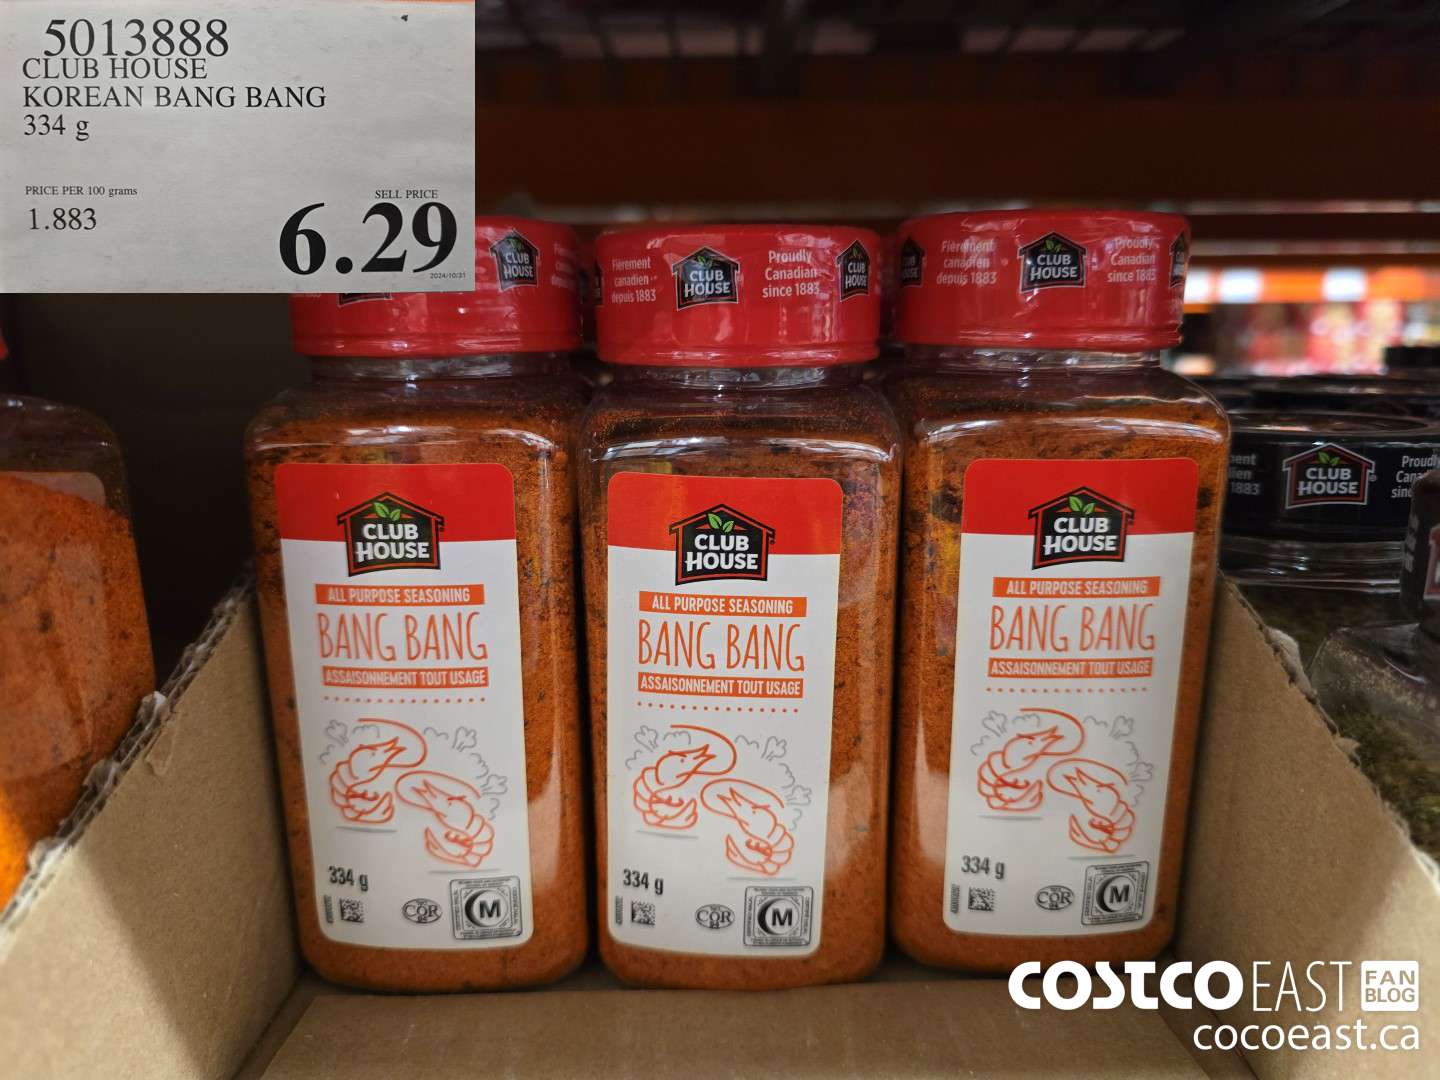 5013888
CLUB HOUSE
KOREAN BANG BANG
334 g
PRICE PER 100 grams
1.883
SELL PRICE
6.29
2024/10/31
CLUB
HOUSE
Fièrement
canadien
depuis 1883
CLUB
HOUSE
Proudly
Canadian
since 1883
CLUB
HOUSE
Fièrement
canadien
depuis 1883
CLUB
HOUSE
Proudly
Canadian
since 1883
CLUB
HOUSE
Proudly
CLUB
HOUSE
ALL PURPOSE SEASONING
BANG BANG
ASSAISONNEMENT TOUT USAGE
334 g
COR
M
CLUB
HOUSE
ALL PURPOSE SEASONING
BANG BANG
ASSAISONNEMENT TOUT USAGE
334 g
COR
M
CLUB
HOUSE
ALL PURPOSE SEASONING
BANG BANG
ASSAISONNEMENT TOUT USAGE
334 g
COR
M
COSTCO EAST FAN BLOG
cocoeast.ca